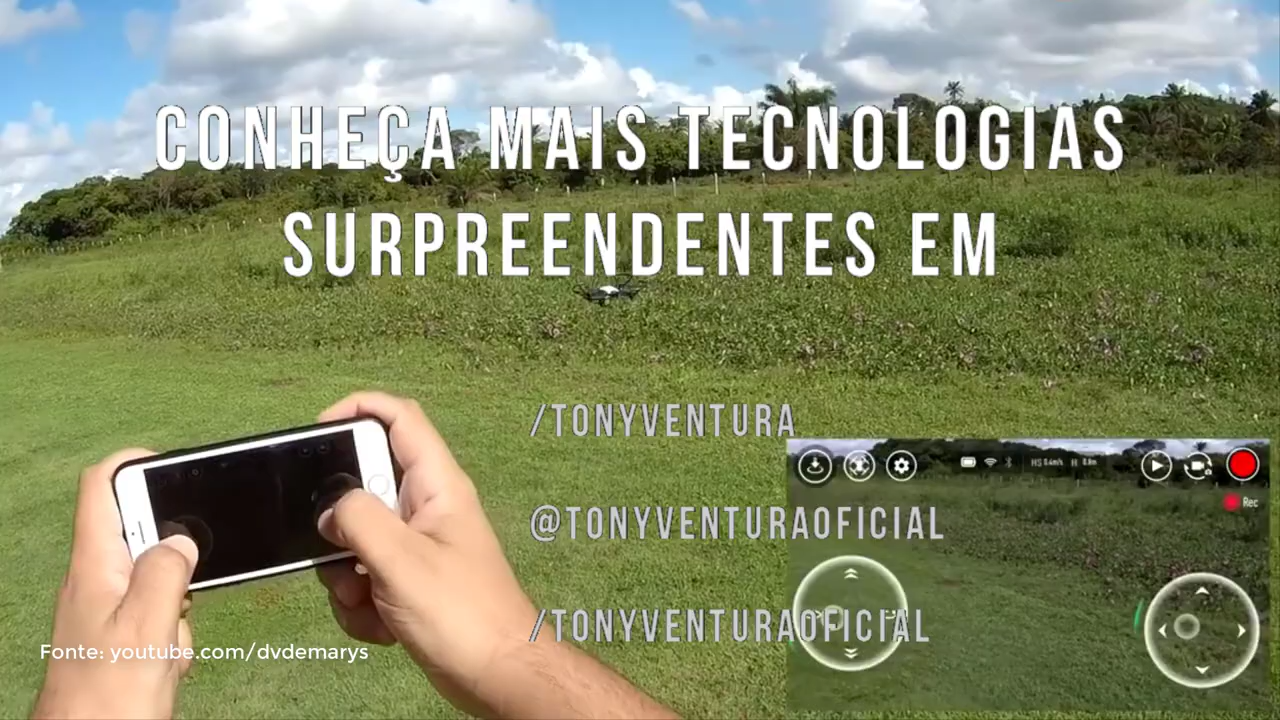 CONHEÇA MAIS TECNOLOGIAS
SURPREENDENTES EM
/TONYVENTURA
@TONYVENTURAOFICIAL
Rec
/TONYVENTURAOFICIAL
Fonte: youtube.com/dvdemarys